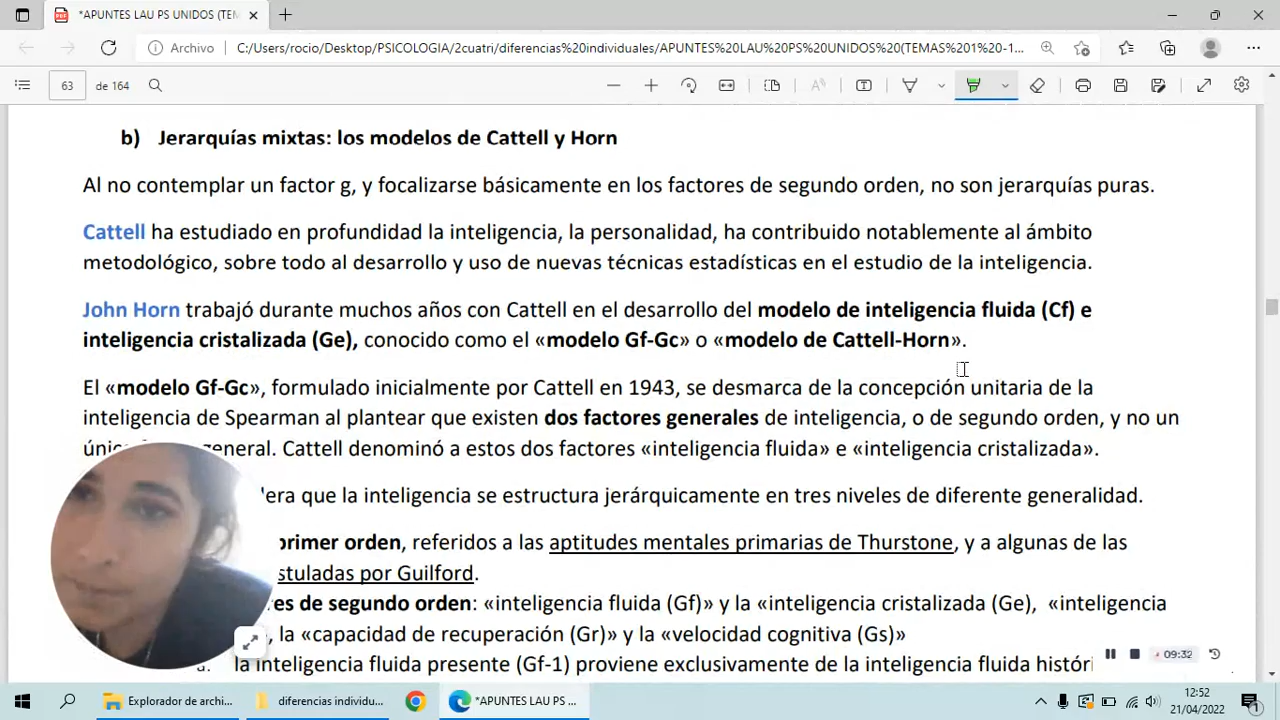 *APUNTES LAU PS UNIDOS (TEM
Archivo
C:/Users/rocio/Desktop/PSICOLOGIA/2cuatri/diferencias%20individuales/APUNTES%20LAU%20PS%20UNIDOS%20(TEMAS%201%20-1...
63 de 164
b) Jerarquías mixtas: los modelos de Cattell y Horn
Al no contemplar un factor g, y focalizarse básicamente en los factores de segundo orden, no son jerarquías puras.
Cattell ha estudiado en profundidad la inteligencia, la personalidad, ha contribuido notablemente al ámbito
metodológico, sobre todo al desarrollo y uso de nuevas técnicas estadísticas en el estudio de la inteligencia.
John Horn trabajó durante muchos años con Cattell en el desarrollo del modelo de inteligencia fluida (Cf) e
inteligencia cristalizada (Ge), conocido como el «modelo Gf-Gc» o «modelo de Cattell-Horn».
El «modelo Gf-Gc», formulado inicialmente por Cattell en 1943, se desmarca de la concepción unitaria de la
inteligencia de Spearman al plantear que existen dos factores generales de inteligencia, o de segundo orden, y no un
general. Cattell denominó a estos dos factores «inteligencia fluida» e «inteligencia cristalizada».
que la inteligencia se estructura jerárquicamente en tres niveles de diferente generalidad.
primer orden, referidos a las aptitudes mentales primarias de Thurstone, y a algunas de las
stuladas por Guilford.
res de segundo orden: «inteligencia fluida (Gf)» y la «inteligencia cristalizada (Ge), «inteligencia
, la «capacidad de recuperación (Gr)» y la «velocidad cognitiva (Gs)»
la inteligencia fluida presente (Gf-1) proviene exclusivamente de la inteligencia fluida históri
09:32
Explorador de archi...
diferencias individu...
*APUNTES LAU PS ...
12:52
21/04/2022
1